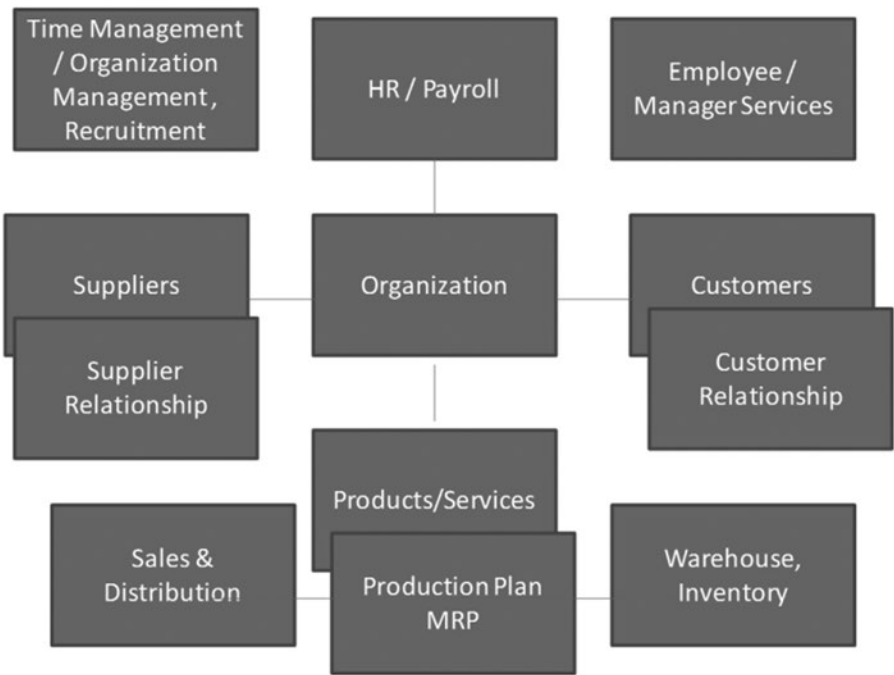 Time Management
/ Organization
Management,
Recruitment
HR / Payroll
Employee /
Manager Services
Suppliers
Organization
Customers
Supplier
Relationship
Customer
Relationship
Products/Services
Sales &
Distribution
Production Plan
MRP
Warehouse,
Inventory